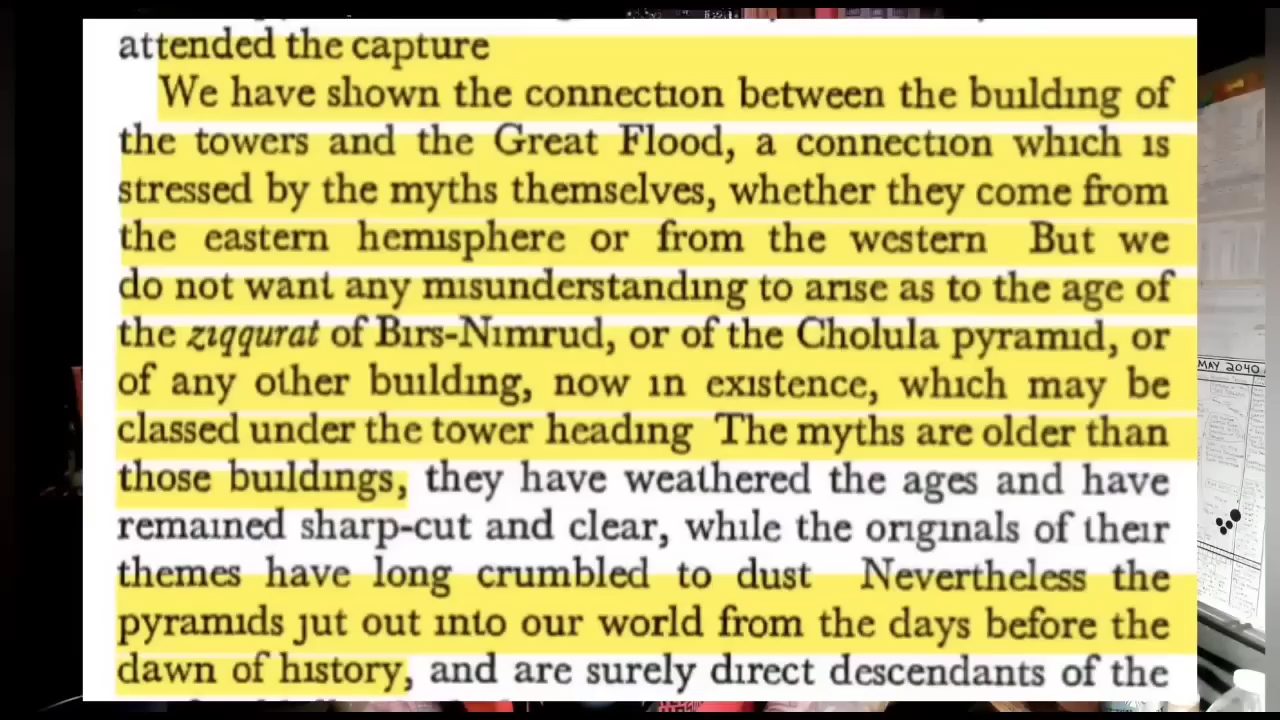 attended the capture
We have shown the connection between the building of
the towers and the Great Flood, a connection which is
stressed by the myths themselves, whether they come from
the eastern hemisphere or from the western But we
do not want any misunderstanding to arise as to the age of
the ziqqurat of Birs-Nimrud, or of the Cholula pyramid, or
of any other building, now in existence, which may be
classed under the tower heading The myths are older than
those buildings, they have weathered the ages and have
remained sharp-cut and clear, while the originals of their
themes have long crumbled to dust Nevertheless the
pyramids jut out into our world from the days before the
dawn of history, and are surely direct descendants of the
MAY 2040